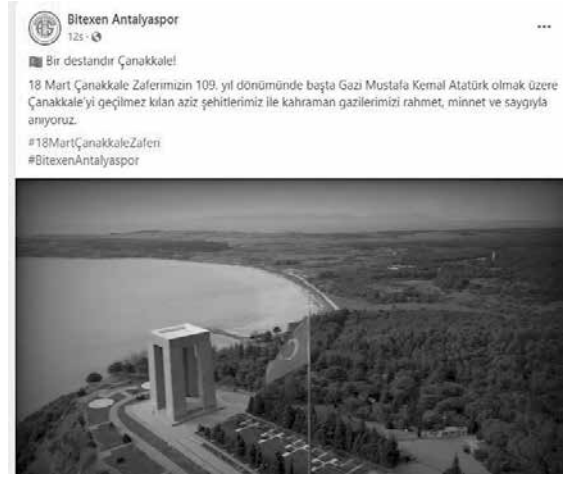 Bitexen Antalyaspor
12s ·
Bir destandır Çanakkale!
18 Mart Çanakkale Zaferimizin 109. yıl dönümünde başta Gazi Mustafa Kemal Atatürk olmak üzere
Çanakkale'yi geçilmez kılan aziz şehitlerimiz ile kahraman gazilerimizi rahmet, minnet ve saygıyla
anıyoruz.
#18MartÇanakkaleZaferi
#BitexenAntalyaspor